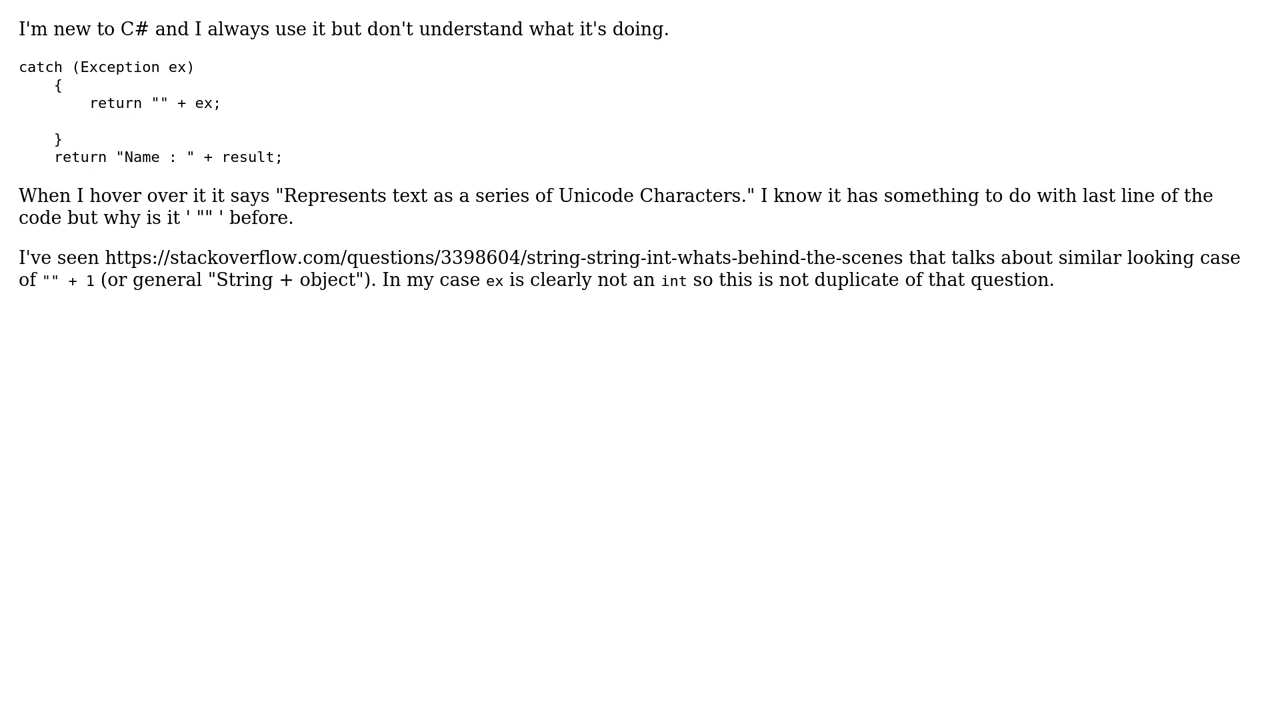 I'm new to C# and I always use it but don't understand what it's doing.
catch (Exception ex)
    {
        return "" + ex;

    }
    return "Name : " + result;
When I hover over it it says "Represents text as a series of Unicode Characters." I know it has something to do with last line of the
code but why is it ' "" ' before.
I've seen https://stackoverflow.com/questions/3398604/string-string-int-whats-behind-the-scenes that talks about similar looking case
of "" + 1 (or general "String + object"). In my case ex is clearly not an int so this is not duplicate of that question.